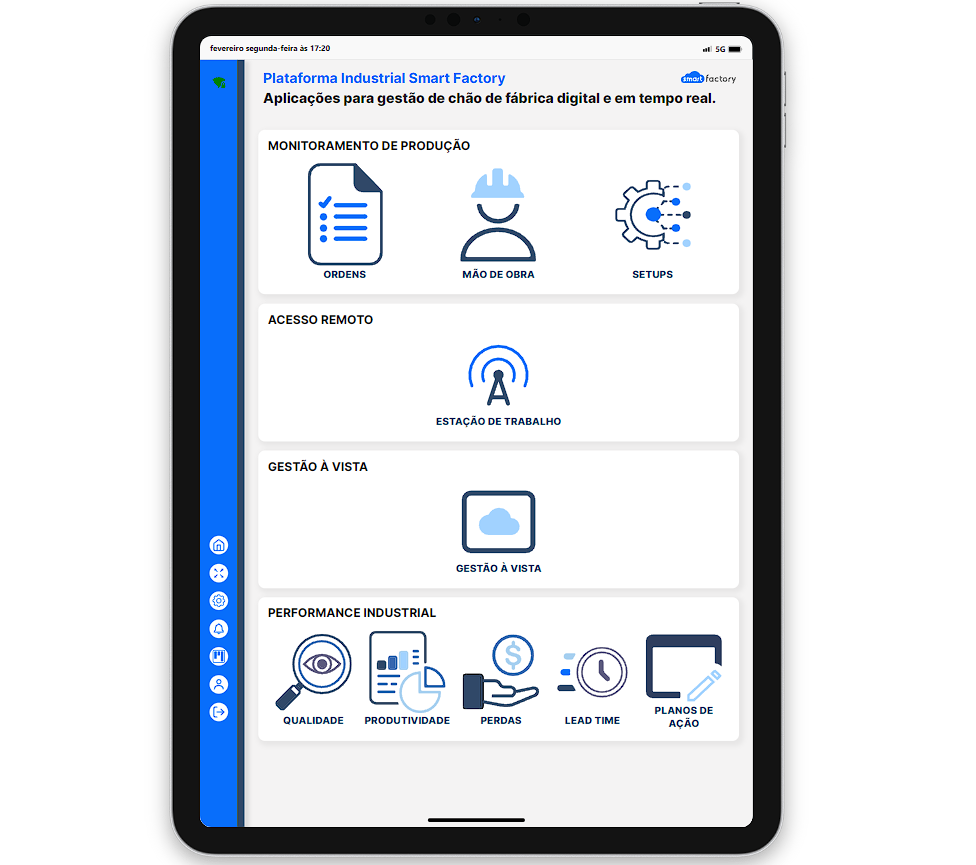 fevereiro segunda-feira às 17:20
5G
Plataforma Industrial Smart Factory
smart factory
Aplicações para gestão de chão de fábrica digital e em tempo real.
MONITORAMENTO DE PRODUÇÃO
ORDENS
MÃO DE OBRA
SETUPS
ACESSO REMOTO
ESTAÇÃO DE TRABALHO
GESTÃO À VISTA
GESTÃO À VISTA
PERFORMANCE INDUSTRIAL
QUALIDADE
PRODUTIVIDADE
PERDAS
LEAD TIME
PLANOS DE
AÇÃO